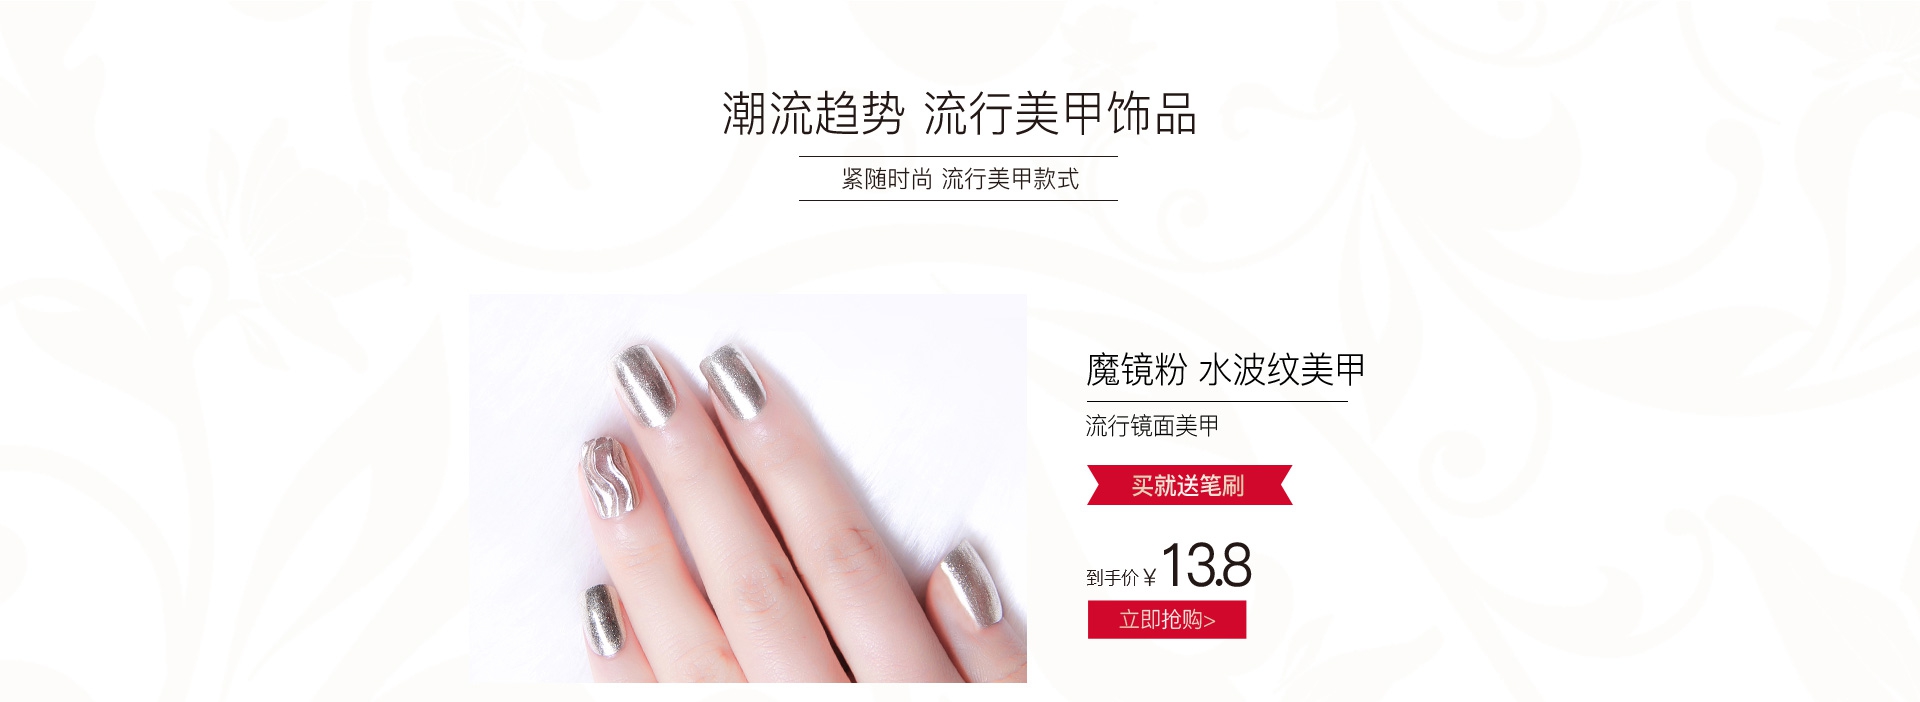 潮流趋势 流行美甲饰品
紧随时尚 流行美甲款式
魔镜粉 水波纹美甲
流行镜面美甲
买就送笔刷
到手价¥13.8
立即抢购>